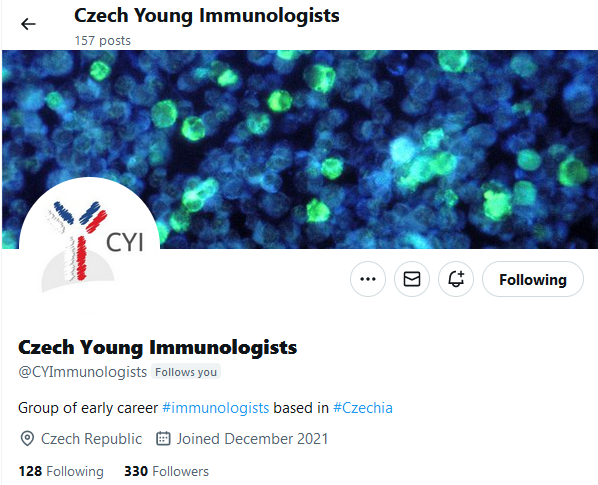 Czech Young Immunologists
157 posts
CYI
Following
Czech Young Immunologists
@CYImmunologists Follows you
Group of early career #immunologists based in #Czechia
Czech Republic Joined December 2021
128 Following 330 Followers